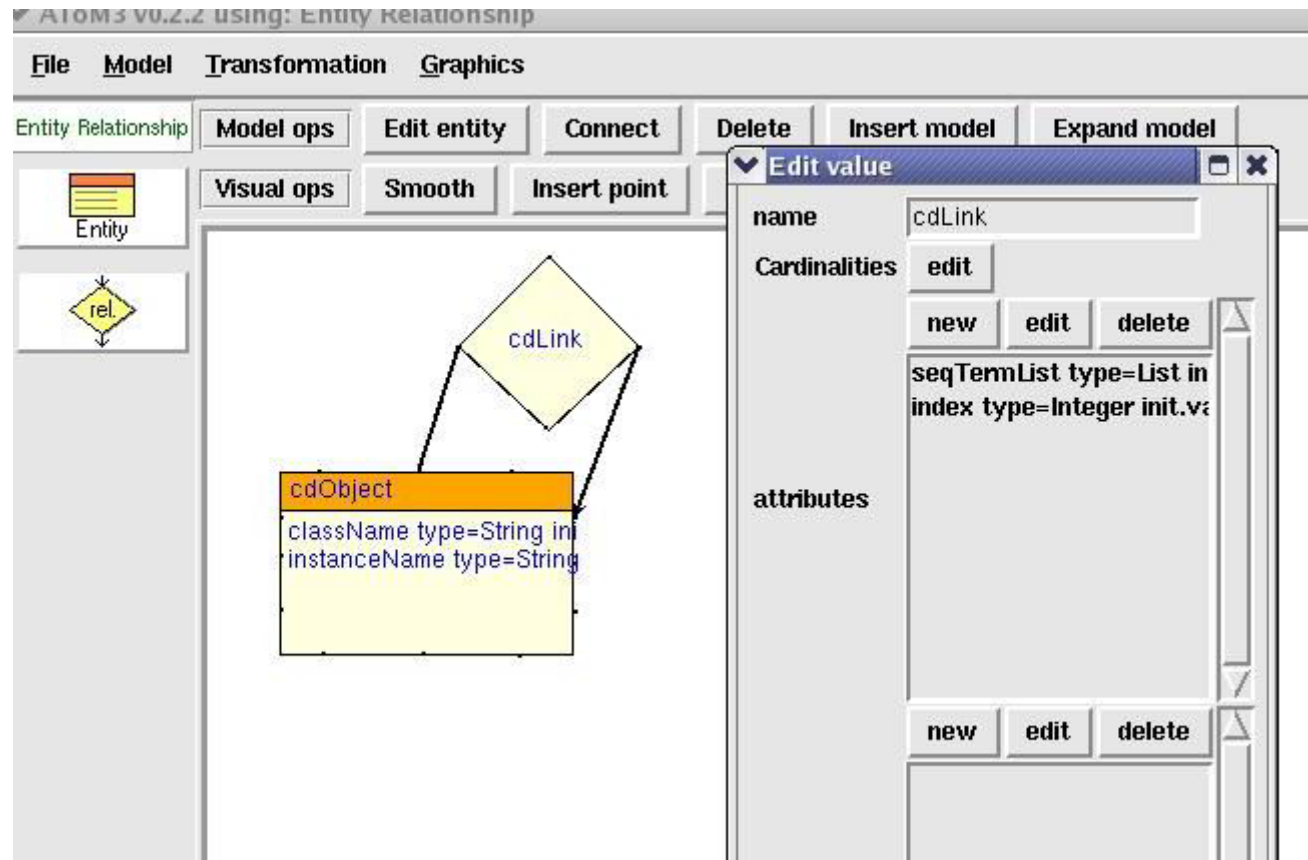 AToM3 v0.2.2 using: Entity Relationship
File Model Transformation Graphics
Entity Relationship Model ops Edit entity Connect Delete Insert model Expand model
Visual ops Smooth Insert point
Entity
rel.
cdLink
cdObject
className type=String ini
instanceName type=String
Edit value
name cdLink
Cardinalities edit
new edit delete
seqTermList type=List in
index type=Integer init.va
attributes
new edit delete